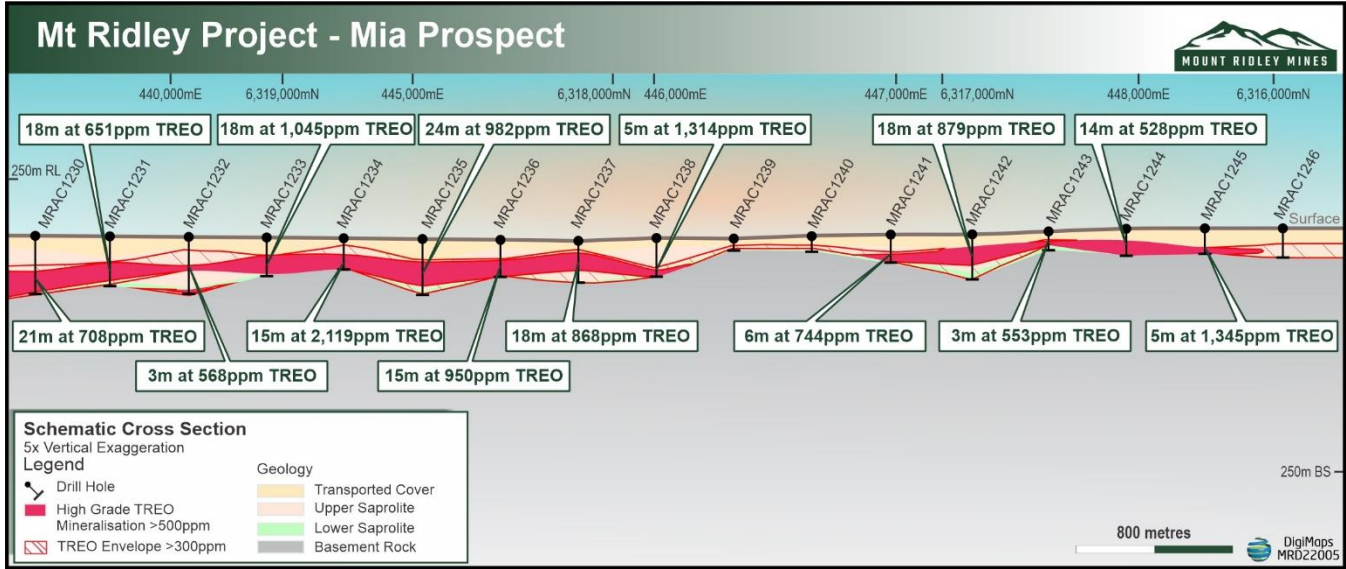 Mt Ridley Project - Mia Prospect
MOUNT RIDLEY MINES
440,000mE
6,319,000mN
445,000mE
6,318,000mN
446,000mE
447,000mE
6,317,000mN
448,000mE
6,316,000mN
18m at 651ppm TREO
18m at 1,045ppm TREO
24m at 982ppm TREO
5m at 1,314ppm TREO
18m at 879ppm TREO
14m at 528ppm TREO
250m RL
MRAC1230
MRAC1231
MRAC1232
MRAC1233
MRAC1234
MRAC1235
MRAC1236
MRAC1237
MRAC1238
MRAC1239
MRAC1240
MRAC1241
MRAC1242
MRAC1243
MRAC1244
MRAC1245
MRAC1246
Surface
21m at 708ppm TREO
15m at 2,119ppm TREO
18m at 868ppm TREO
6m at 744ppm TREO
3m at 553ppm TREO
5m at 1,345ppm TREO
3m at 568ppm TREO
15m at 950ppm TREO
Schematic Cross Section
5x Vertical Exaggeration
Legend
Drill Hole
High Grade TREO
Mineralisation >500ppm
TREO Envelope >300ppm
Geology
Transported Cover
Upper Saprolite
Lower Saprolite
Basement Rock
250m BS
800 metres
DigiMaps
MRD22005